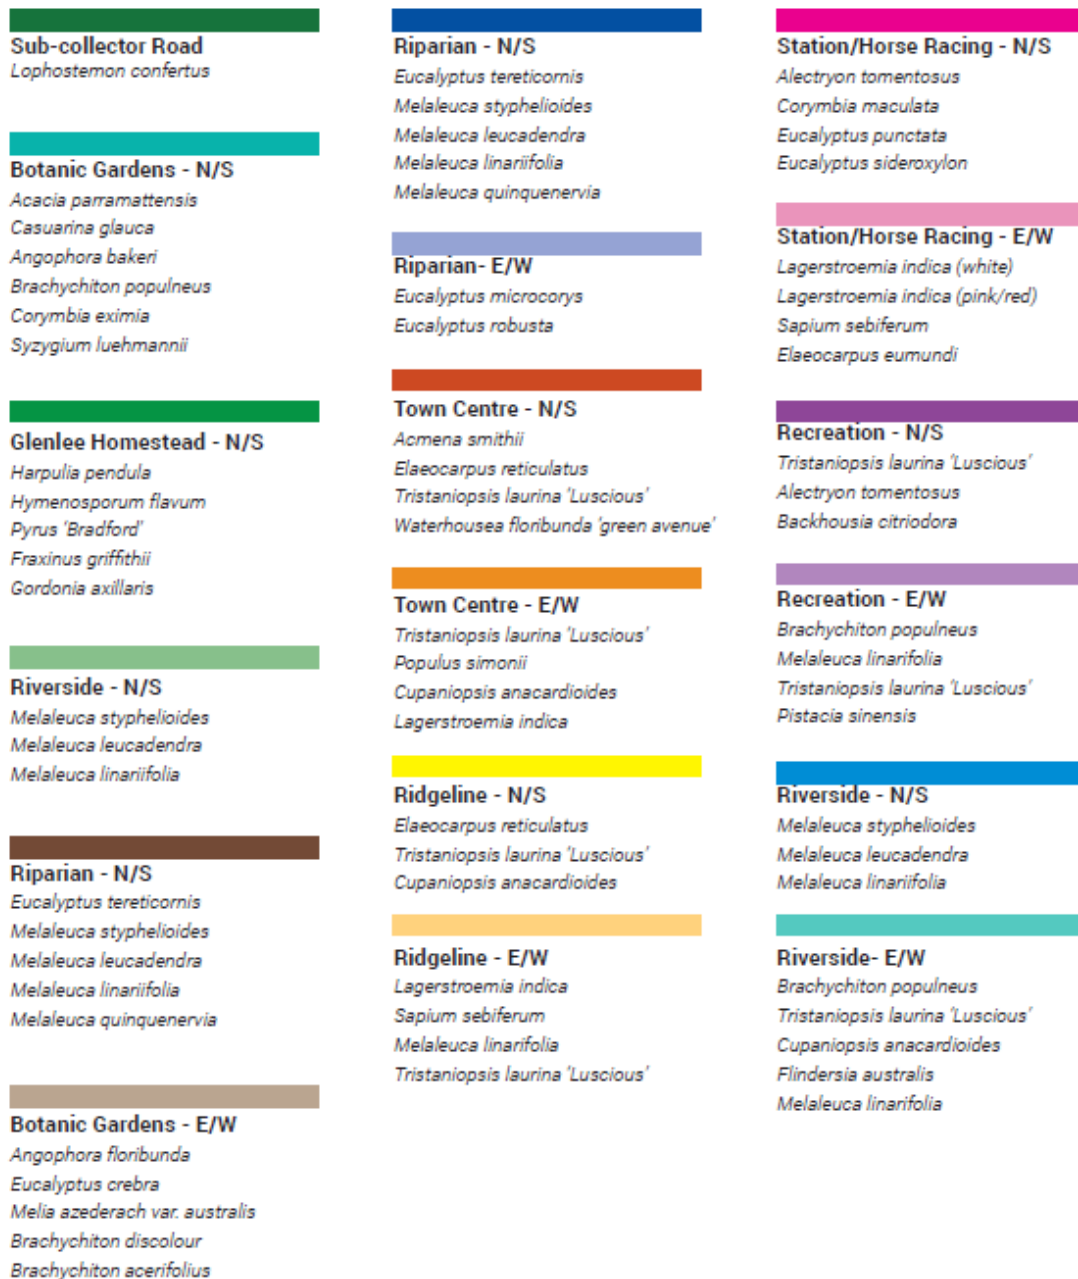 Sub-collector Road
Lophostemon confertus
Botanic Gardens - N/S
Acacia parramattensis
Casuarina glauca
Angophora bakeri
Brachychiton populneus
Corymbia eximia
Syzygium luehmannii
Glenlee Homestead - N/S
Harpulia pendula
Hymenosporum flavum
Pyrus 'Bradford'
Fraxinus griffithii
Gordonia axillaris
Riverside - N/S
Melaleuca styphelioides
Melaleuca leucadendra
Melaleuca linariifolia
Riparian - N/S
Eucalyptus tereticornis
Melaleuca styphelioides
Melaleuca leucadendra
Melaleuca linariifolia
Melaleuca quinquenervia
Botanic Gardens - E/W
Angophora floribunda
Eucalyptus crebra
Melia azederach var. australis
Brachychiton discolour
Brachychiton acerifolius
Riparian - N/S
Eucalyptus tereticornis
Melaleuca styphelioides
Melaleuca leucadendra
Melaleuca linariifolia
Melaleuca quinquenervia
Riparian- E/W
Eucalyptus microcorys
Eucalyptus robusta
Town Centre - N/S
Acmena smithii
Elaeocarpus reticulatus
Tristaniopsis laurina 'Luscious'
Waterhousea floribunda 'green avenue'
Town Centre - E/W
Tristaniopsis laurina 'Luscious'
Populus simonii
Cupaniopsis anacardioides
Lagerstroemia indica
Ridgeline - N/S
Elaeocarpus reticulatus
Tristaniopsis laurina 'Luscious'
Cupaniopsis anacardioides
Ridgeline - E/W
Lagerstroemia indica
Sapium sebiferum
Melaleuca linarifolia
Tristaniopsis laurina 'Luscious'
Station/Horse Racing - N/S
Alectryon tomentosus
Corymbia maculata
Eucalyptus punctata
Eucalyptus sideroxylon
Station/Horse Racing - E/W
Lagerstroemia indica (white)
Lagerstroemia indica (pink/red)
Sapium sebiferum
Elaeocarpus eumundi
Recreation - N/S
Tristaniopsis laurina 'Luscious'
Alectryon tomentosus
Backhousia citriodora
Recreation - E/W
Brachychiton populneus
Melaleuca linarifolia
Tristaniopsis laurina 'Luscious'
Pistacia sinensis
Riverside - N/S
Melaleuca styphelioides
Melaleuca leucadendra
Melaleuca linariifolia
Riverside- E/W
Brachychiton populneus
Tristaniopsis laurina 'Luscious'
Cupaniopsis anacardioides
Flindersia australis
Melaleuca linarifolia